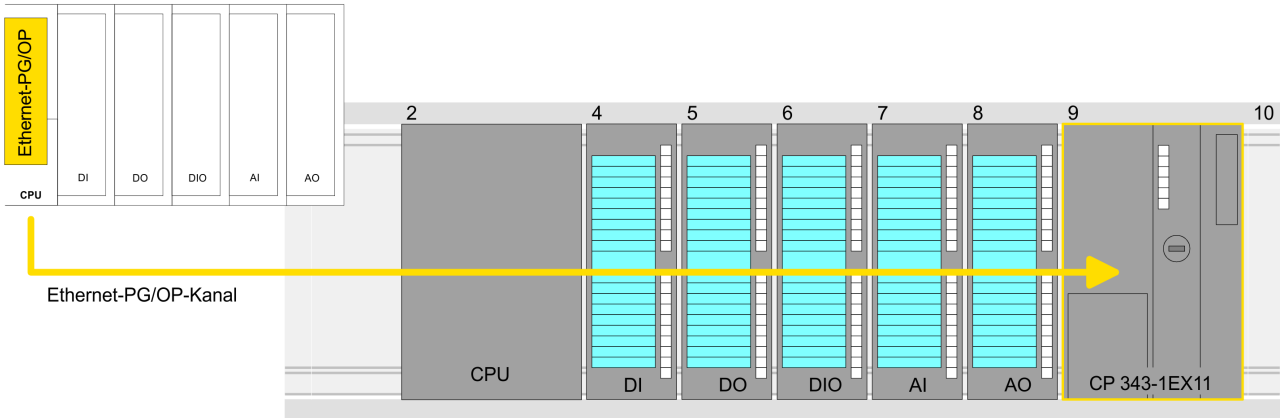 Ethernet-PG/OP
CPU
DI
DO
DIO
AI
AO
2
4
5
6
7
8
9
10
Ethernet-PG/OP-Kanal
CPU
DI
DO
DIO
AI
AO
CP 343-1EX11